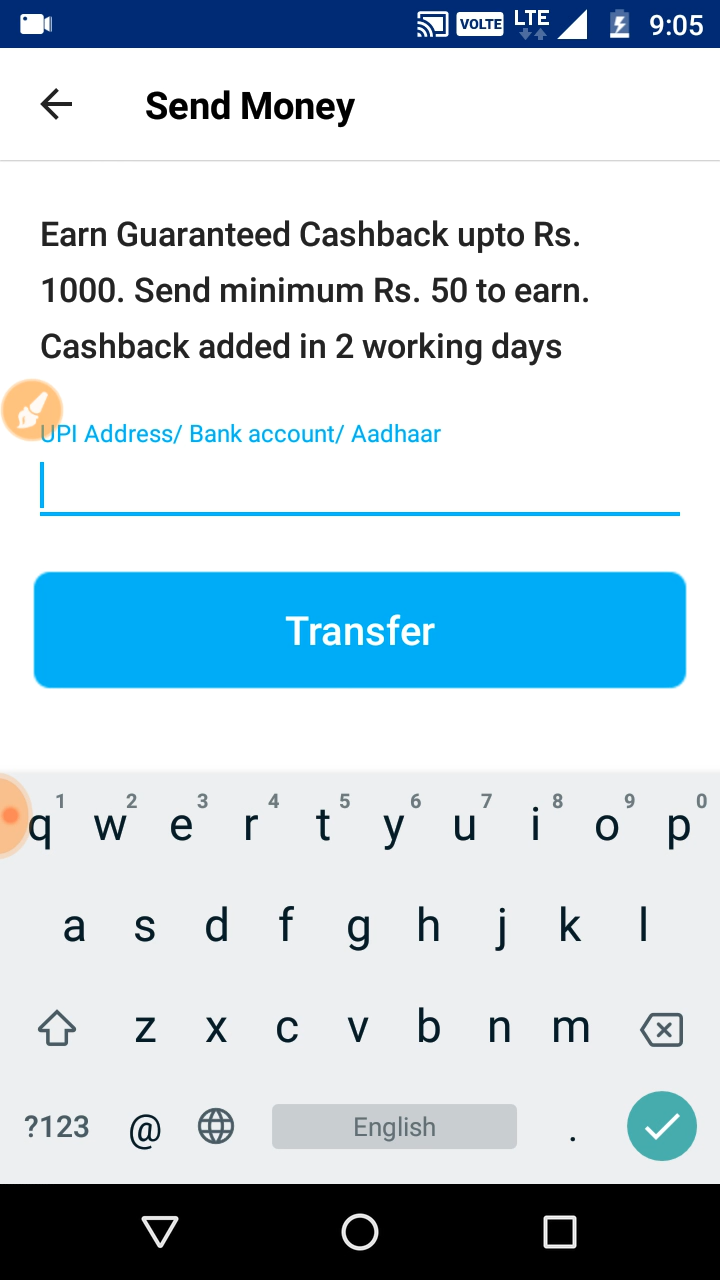 VOLTE LTE 9:05
Send Money
Earn Guaranteed Cashback upto Rs.
1000. Send minimum Rs. 50 to earn.
Cashback added in 2 working days
UPI Address/ Bank account/ Aadhaar
Transfer
1 2 3 4 5 6 7 8 9 0
q w e r t y u i o p
a s d f g h j k l
z x c v b n m
?123 @ English .